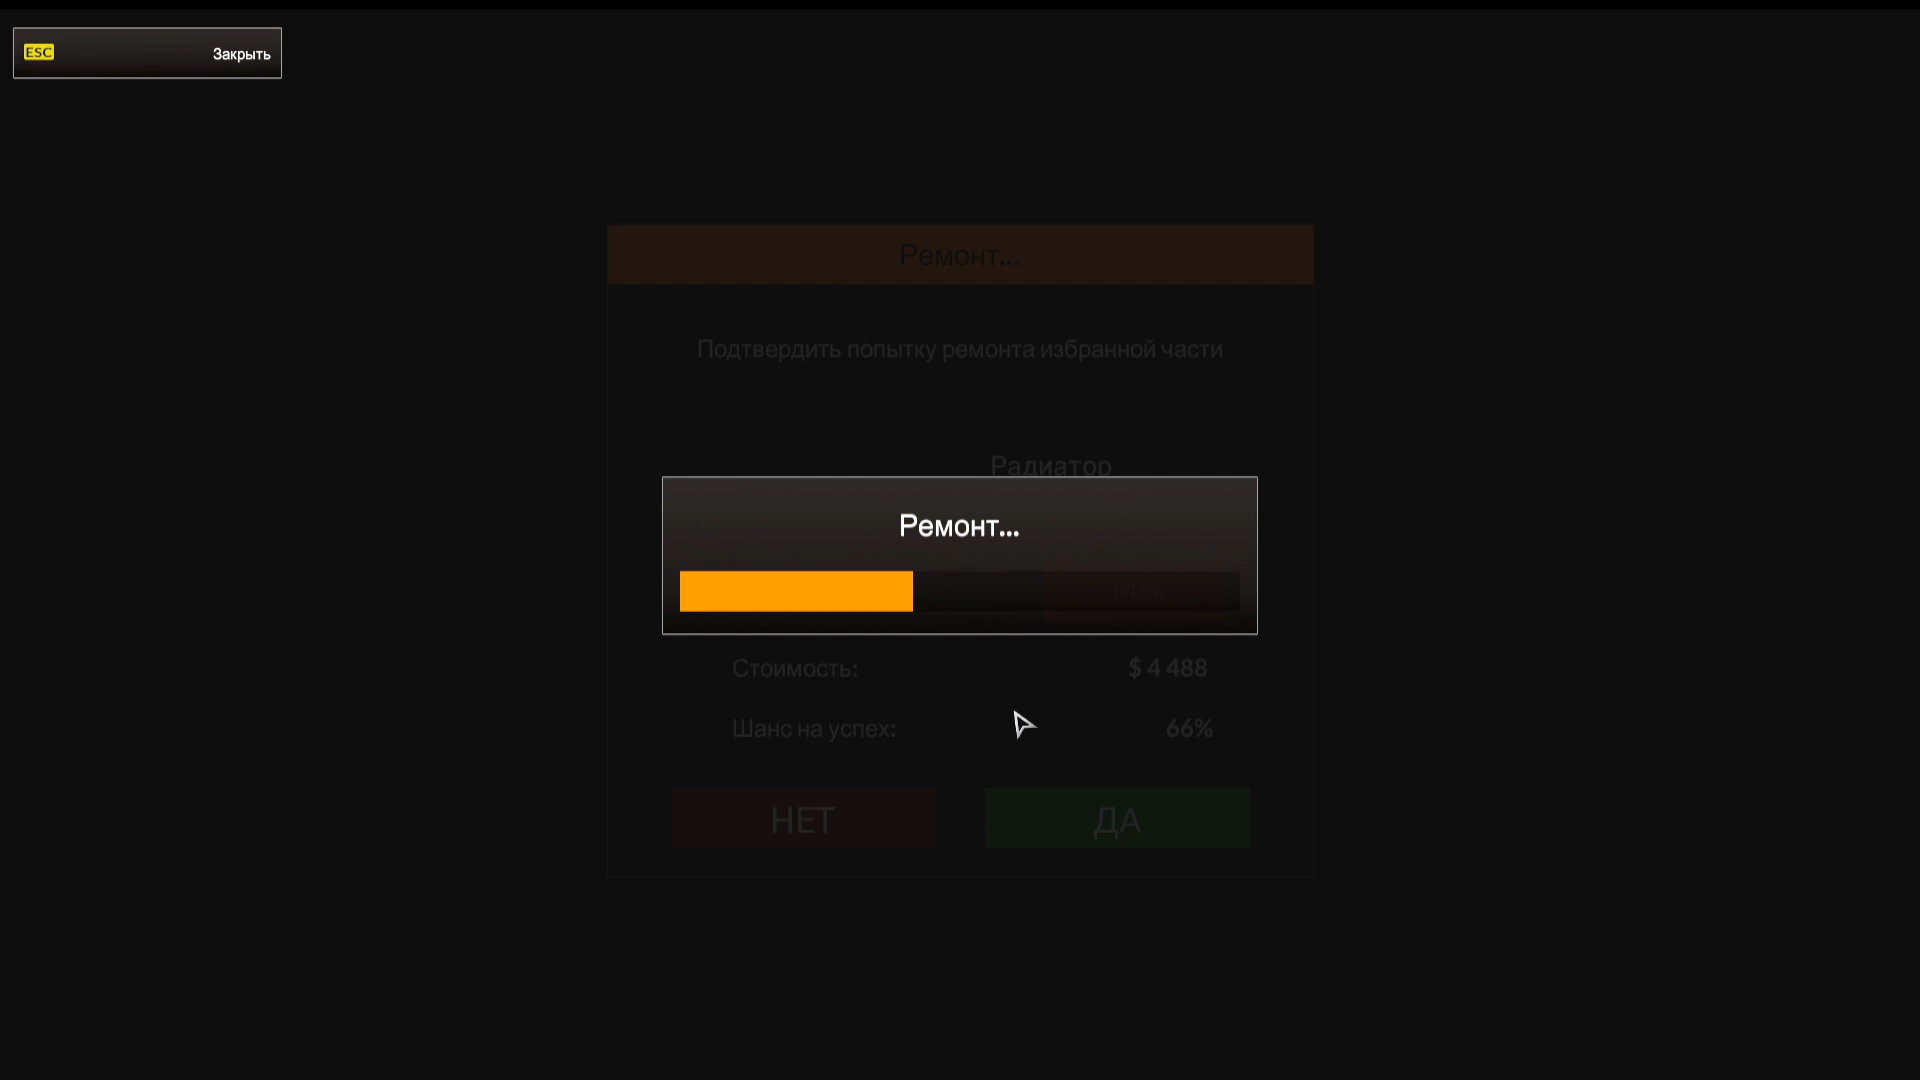 ESC Закрыть
Ремонт...
Подтвердить попытку ремонта избранной части
Радиатор
Ремонт...
Стоимость: $ 4 488
Шанс на успех: 66%
НЕТ ДА